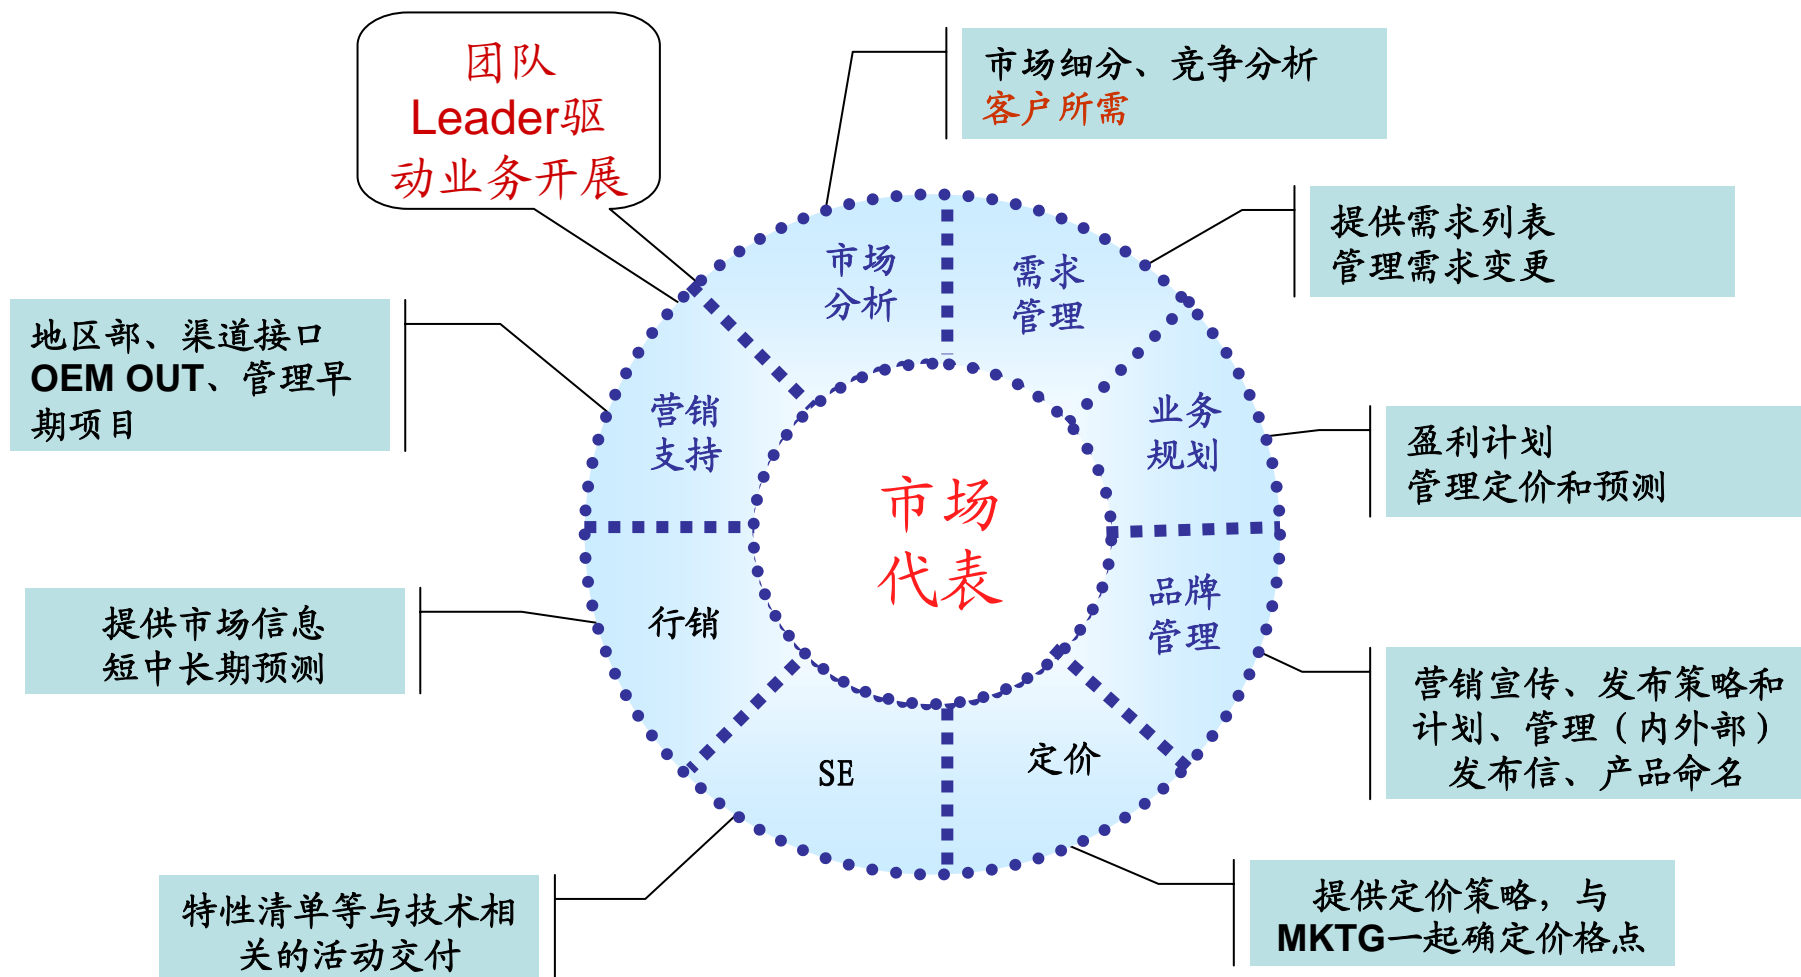 团队
Leader驱
动业务开展
市场细分、竞争分析
客户所需
提供需求列表
管理需求变更
市场
分析
需求
管理
地区部、渠道接口
OEM OUT、管理早
期项目
营销
支持
业务
规划
盈利计划
管理定价和预测
市场
代表
提供市场信息
短中长期预测
行销
品牌
管理
营销宣传、发布策略和
计划、管理（内外部）
发布信、产品命名
SE
定价
特性清单等与技术相
关的活动交付
提供定价策略，与
MKTG一起确定价格点